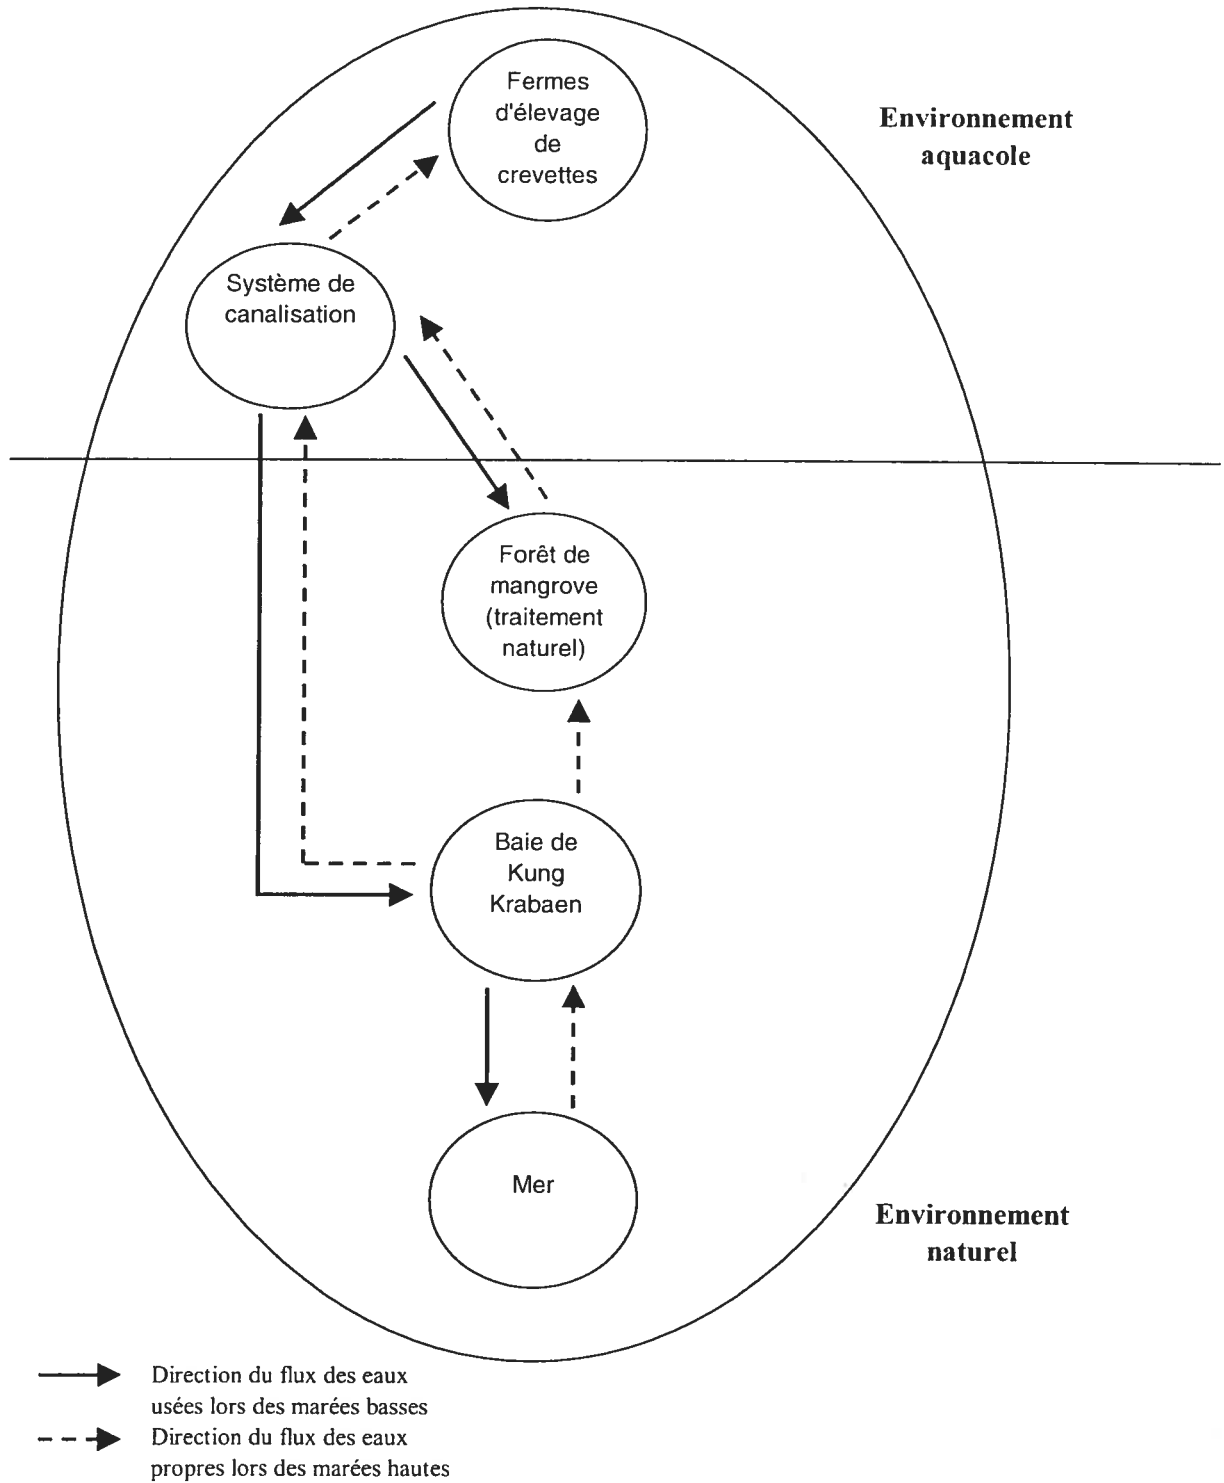 Fermes
d'élevage
de
crevettes
Environnement
aquacole
Système de
canalisation
Forêt de
mangrove
(traitement
naturel)
Baie de
Kung
Krabaen
Mer
Environnement
naturel
Direction du flux des eaux
usées lors des marées basses
Direction du flux des eaux
propres lors des marées hautes